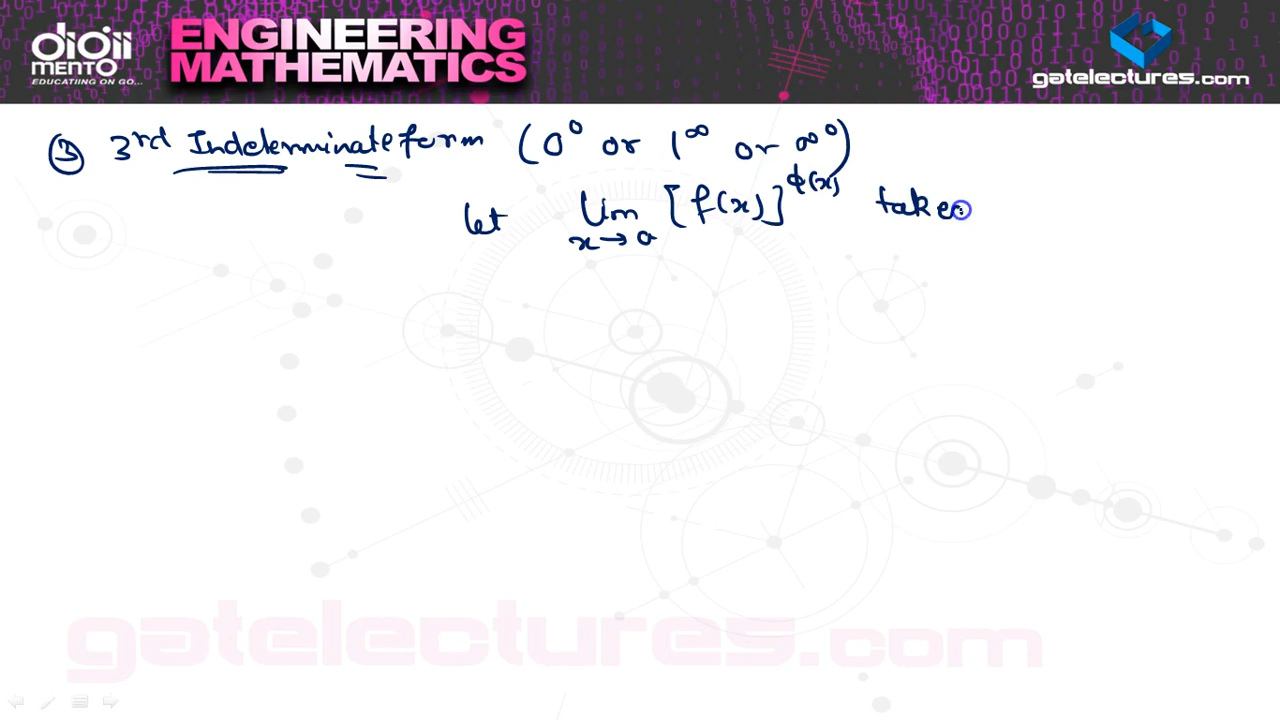 digii
MENTO
EDUCATIING ON GO...
ENGINEERING
MATHEMATICS
gatelectures.com
③ 3rd Indeterminate form (0⁰ or 1^∞ or ∞⁰)
let lim x→a [f(x)]^ϕ(x) take
gatelectures.com